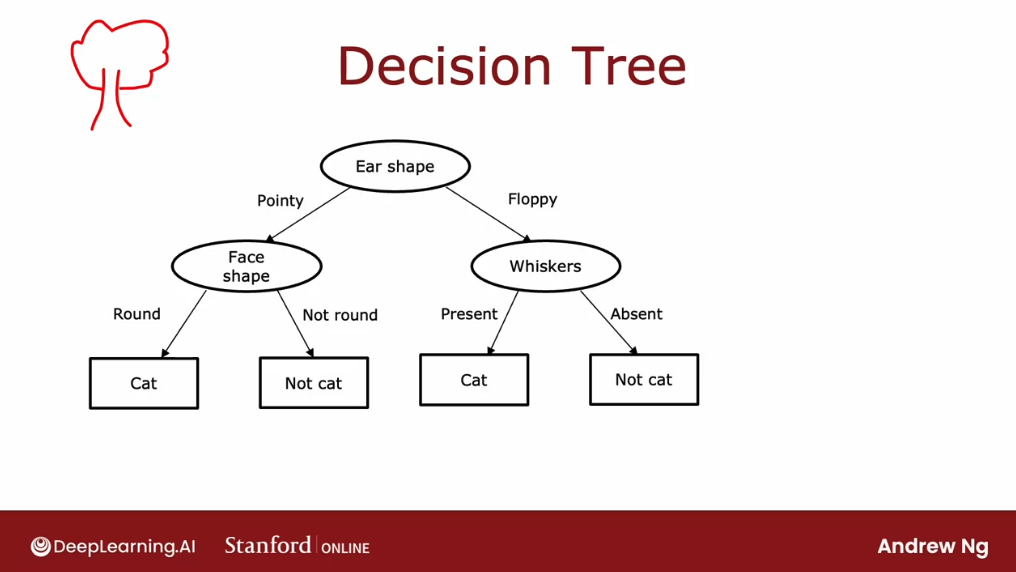 Decision Tree
Ear shape
Pointy
Floppy
Face
shape
Whiskers
Round
Not round
Present
Absent
Cat
Not cat
Cat
Not cat
DeepLearning.AI
Stanford ONLINE
Andrew Ng